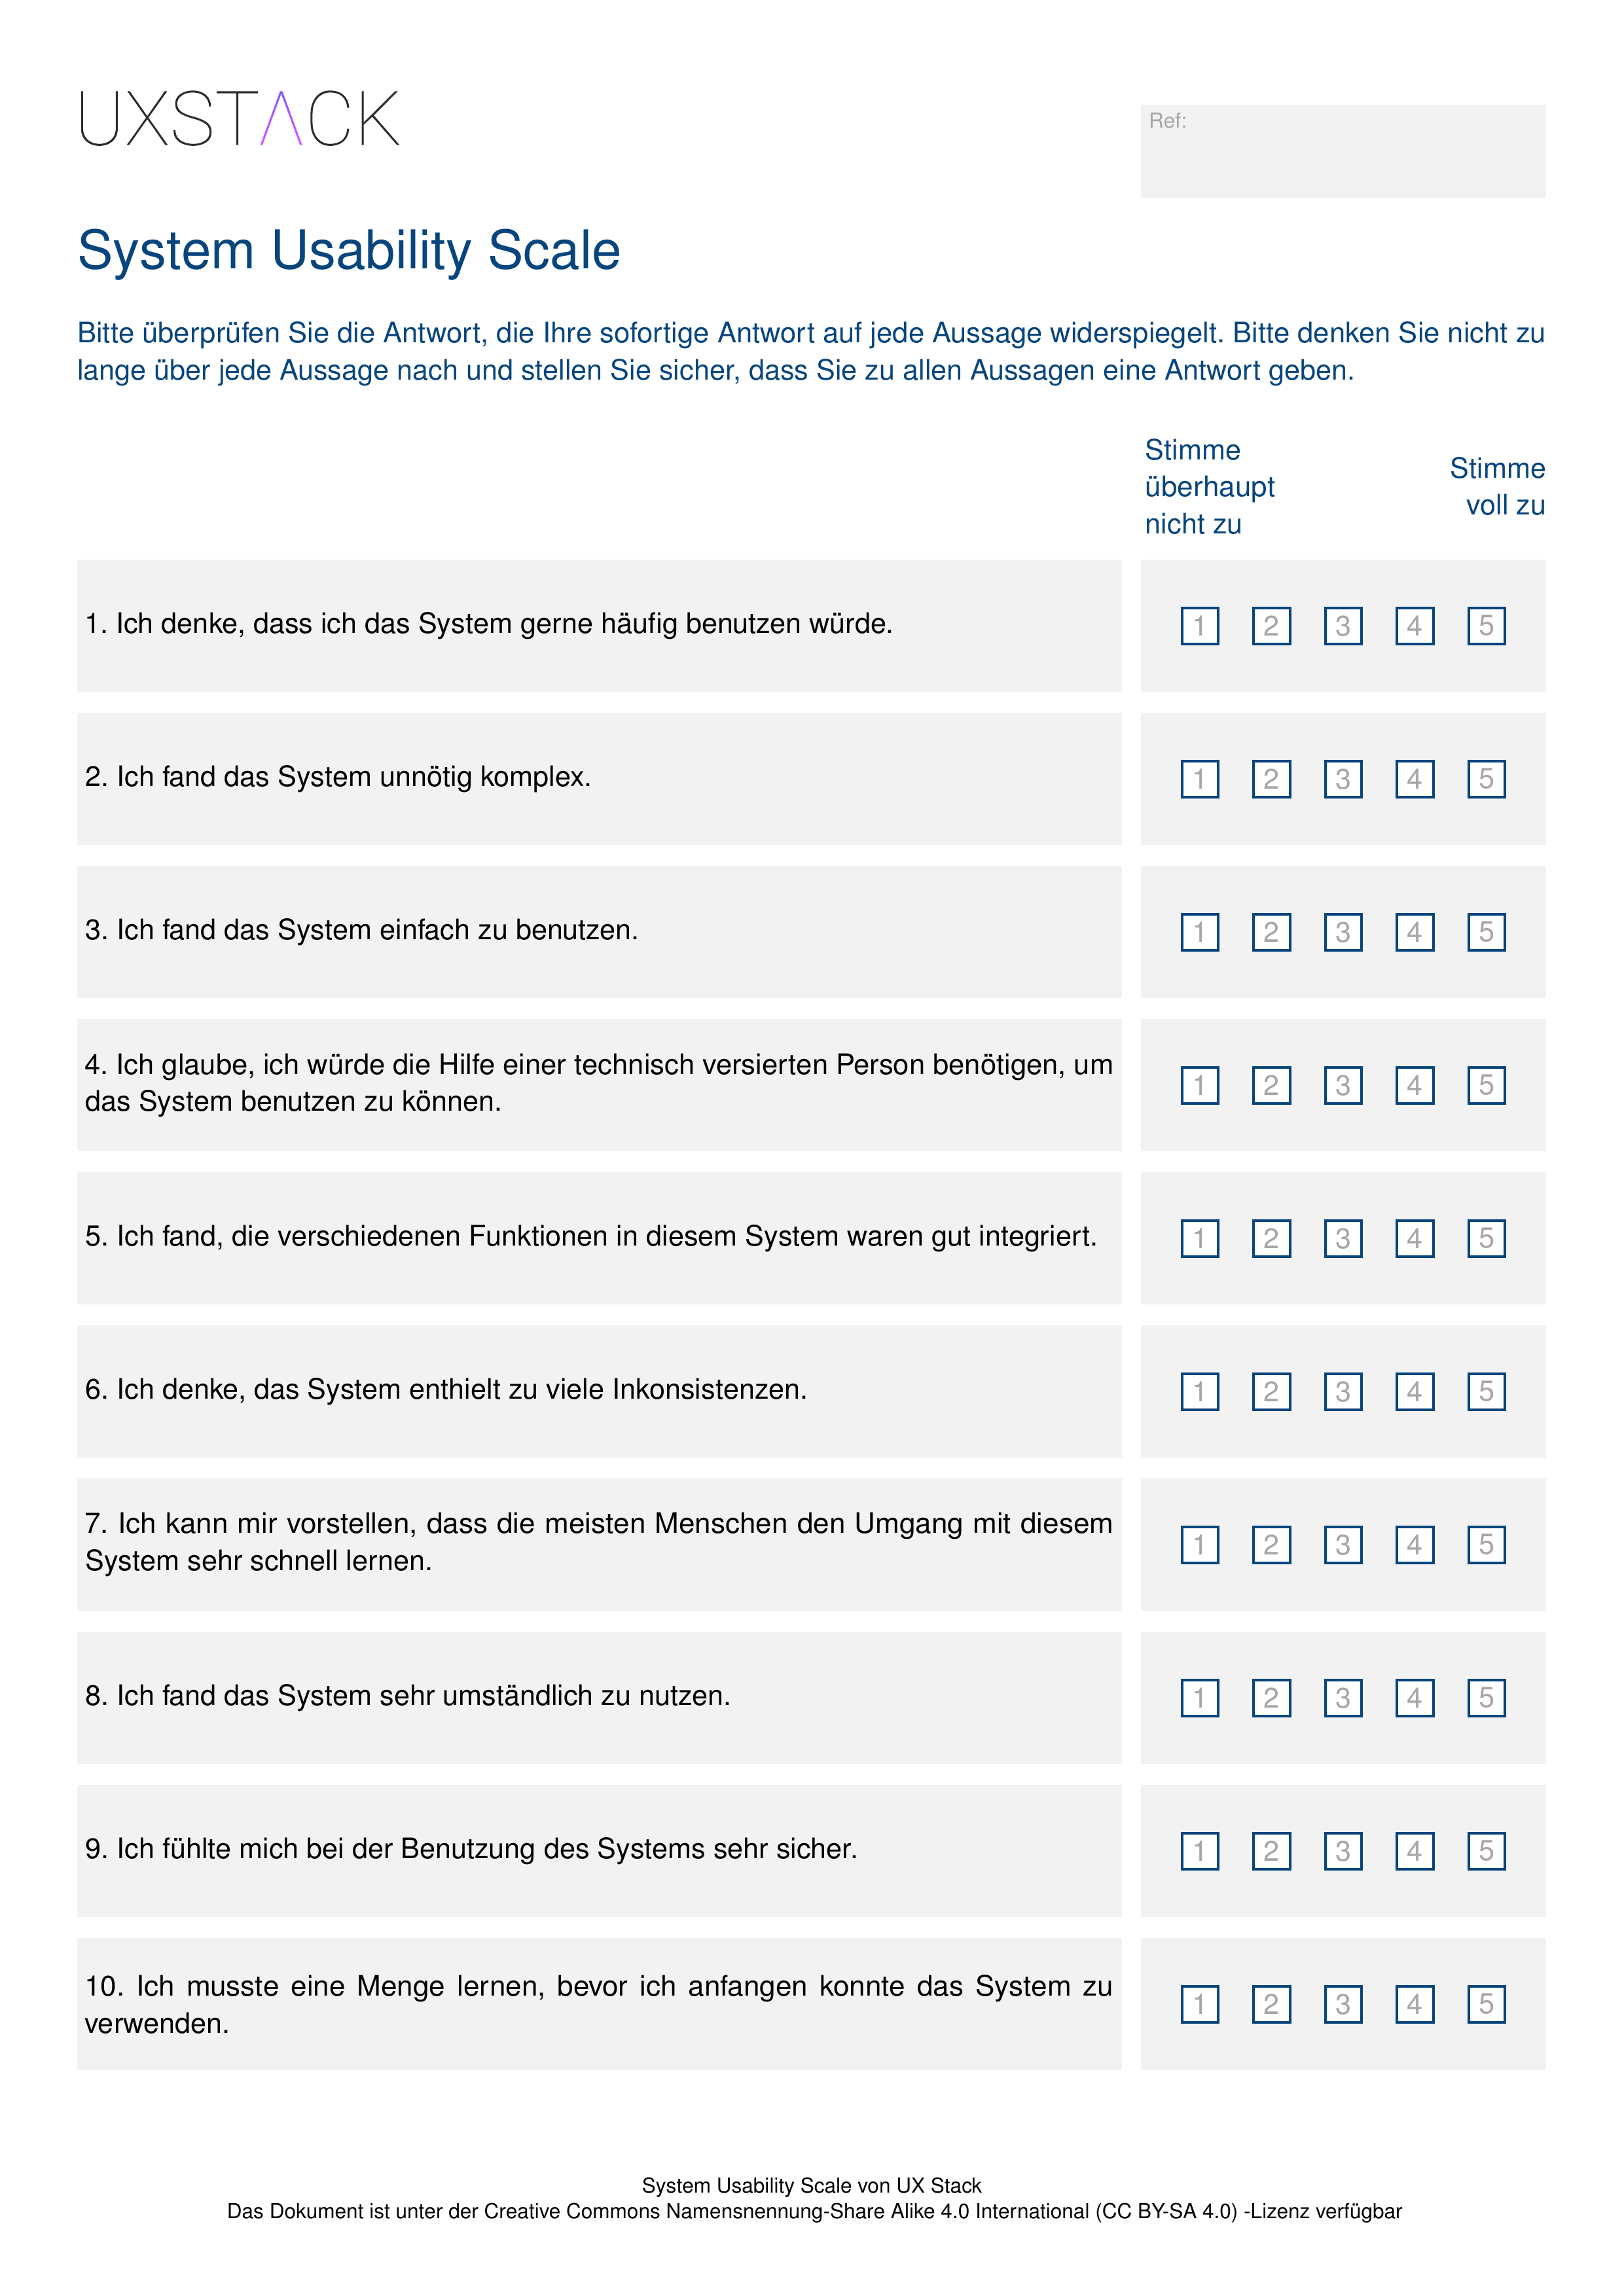 UXSTACK
Ref:
System Usability Scale
Bitte überprüfen Sie die Antwort, die Ihre sofortige Antwort auf jede Aussage widerspiegelt. Bitte denken Sie nicht zu
lange über jede Aussage nach und stellen Sie sicher, dass Sie zu allen Aussagen eine Antwort geben.
Stimme
überhaupt
nicht zu
Stimme
voll zu
1. Ich denke, dass ich das System gerne häufig benutzen würde.
1 2 3 4 5
2. Ich fand das System unnötig komplex.
1 2 3 4 5
3. Ich fand das System einfach zu benutzen.
1 2 3 4 5
4. Ich glaube, ich würde die Hilfe einer technisch versierten Person benötigen, um
das System benutzen zu können.
1 2 3 4 5
5. Ich fand, die verschiedenen Funktionen in diesem System waren gut integriert.
1 2 3 4 5
6. Ich denke, das System enthielt zu viele Inkonsistenzen.
1 2 3 4 5
7. Ich kann mir vorstellen, dass die meisten Menschen den Umgang mit diesem
System sehr schnell lernen.
1 2 3 4 5
8. Ich fand das System sehr umständlich zu nutzen.
1 2 3 4 5
9. Ich fühlte mich bei der Benutzung des Systems sehr sicher.
1 2 3 4 5
10. Ich musste eine Menge lernen, bevor ich anfangen konnte das System zu
verwenden.
1 2 3 4 5
System Usability Scale von UX Stack
Das Dokument ist unter der Creative Commons Namensnennung-Share Alike 4.0 International (CC BY-SA 4.0) -Lizenz verfügbar